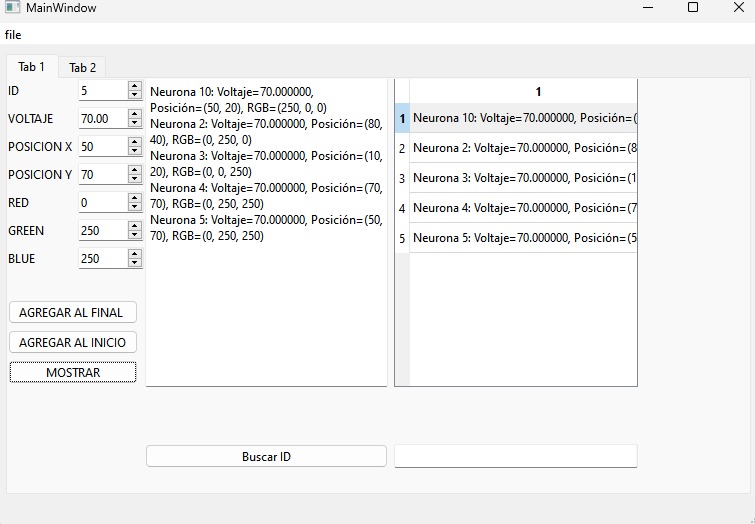 MainWindow
file
Tab 1
Tab 2
ID
5
VOLTAJE
70.00
POSICION X
50
POSICION Y
70
RED
0
GREEN
250
BLUE
250
AGREGAR AL FINAL
AGREGAR AL INICIO
MOSTRAR
Neurona 10: Voltaje=70.000000,
Posición=(50, 20), RGB=(250, 0, 0)
Neurona 2: Voltaje=70.000000, Posición=(80,
40), RGB=(0, 250, 0)
Neurona 3: Voltaje=70.000000, Posición=(10,
20), RGB=(0, 0, 250)
Neurona 4: Voltaje=70.000000, Posición=(70,
70), RGB=(0, 250, 250)
Neurona 5: Voltaje=70.000000, Posición=(50,
70), RGB=(0, 250, 250)
1
1 Neurona 10: Voltaje=70.000000, Posición=(
2 Neurona 2: Voltaje=70.000000, Posición=(8
3 Neurona 3: Voltaje=70.000000, Posición=(1
4 Neurona 4: Voltaje=70.000000, Posición=(7
5 Neurona 5: Voltaje=70.000000, Posición=(5
Buscar ID